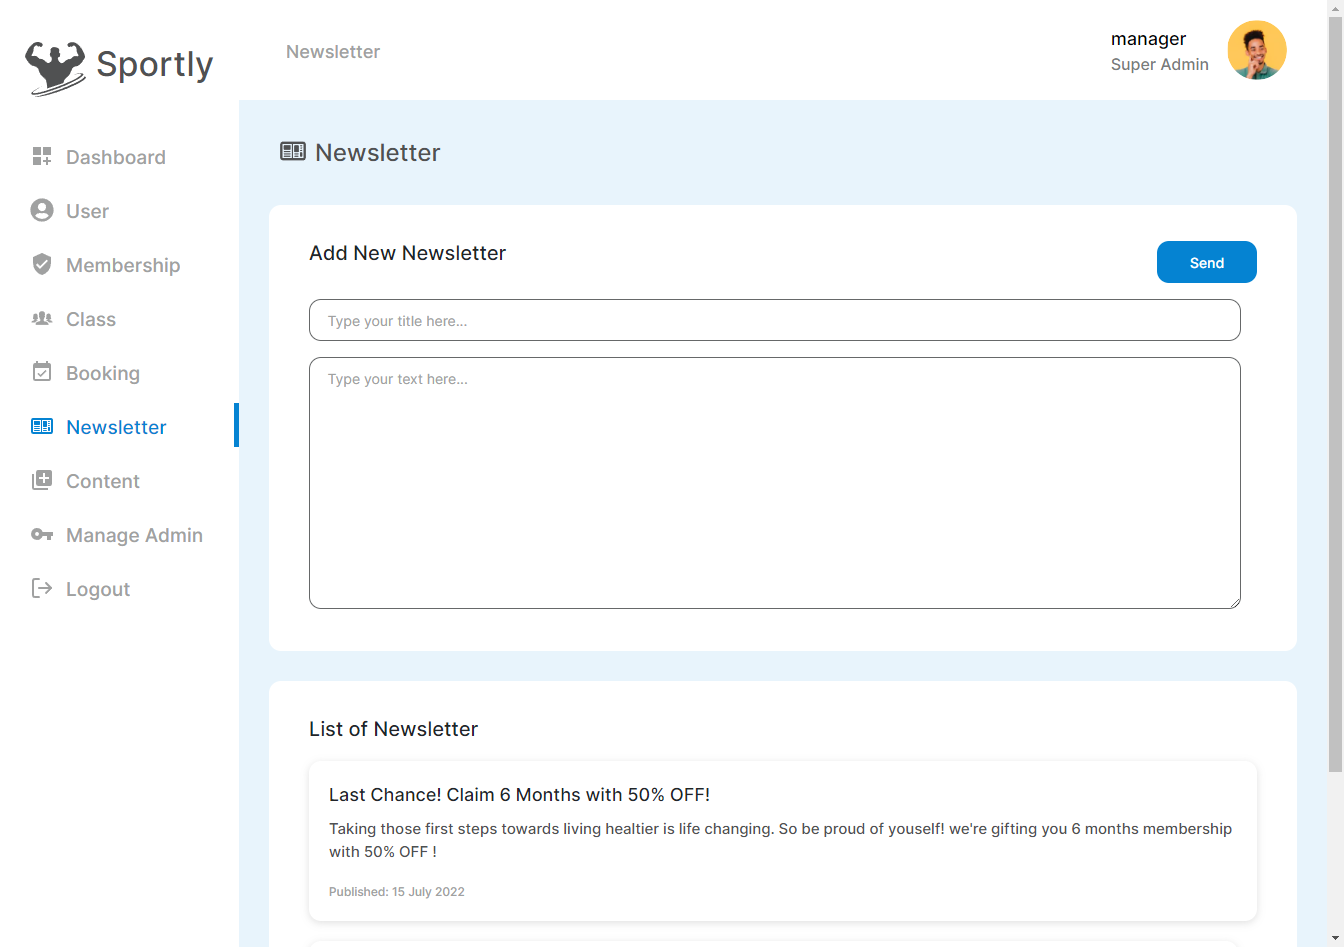 Sportly
Newsletter
manager
Super Admin
Dashboard
User
Membership
Class
Booking
Newsletter
Content
Manage Admin
Logout
Newsletter
Add New Newsletter
Send
Type your title here...
Type your text here...
List of Newsletter
Last Chance! Claim 6 Months with 50% OFF!
Taking those first steps towards living healtier is life changing. So be proud of youself! we're gifting you 6 months membership
with 50% OFF !
Published: 15 July 2022